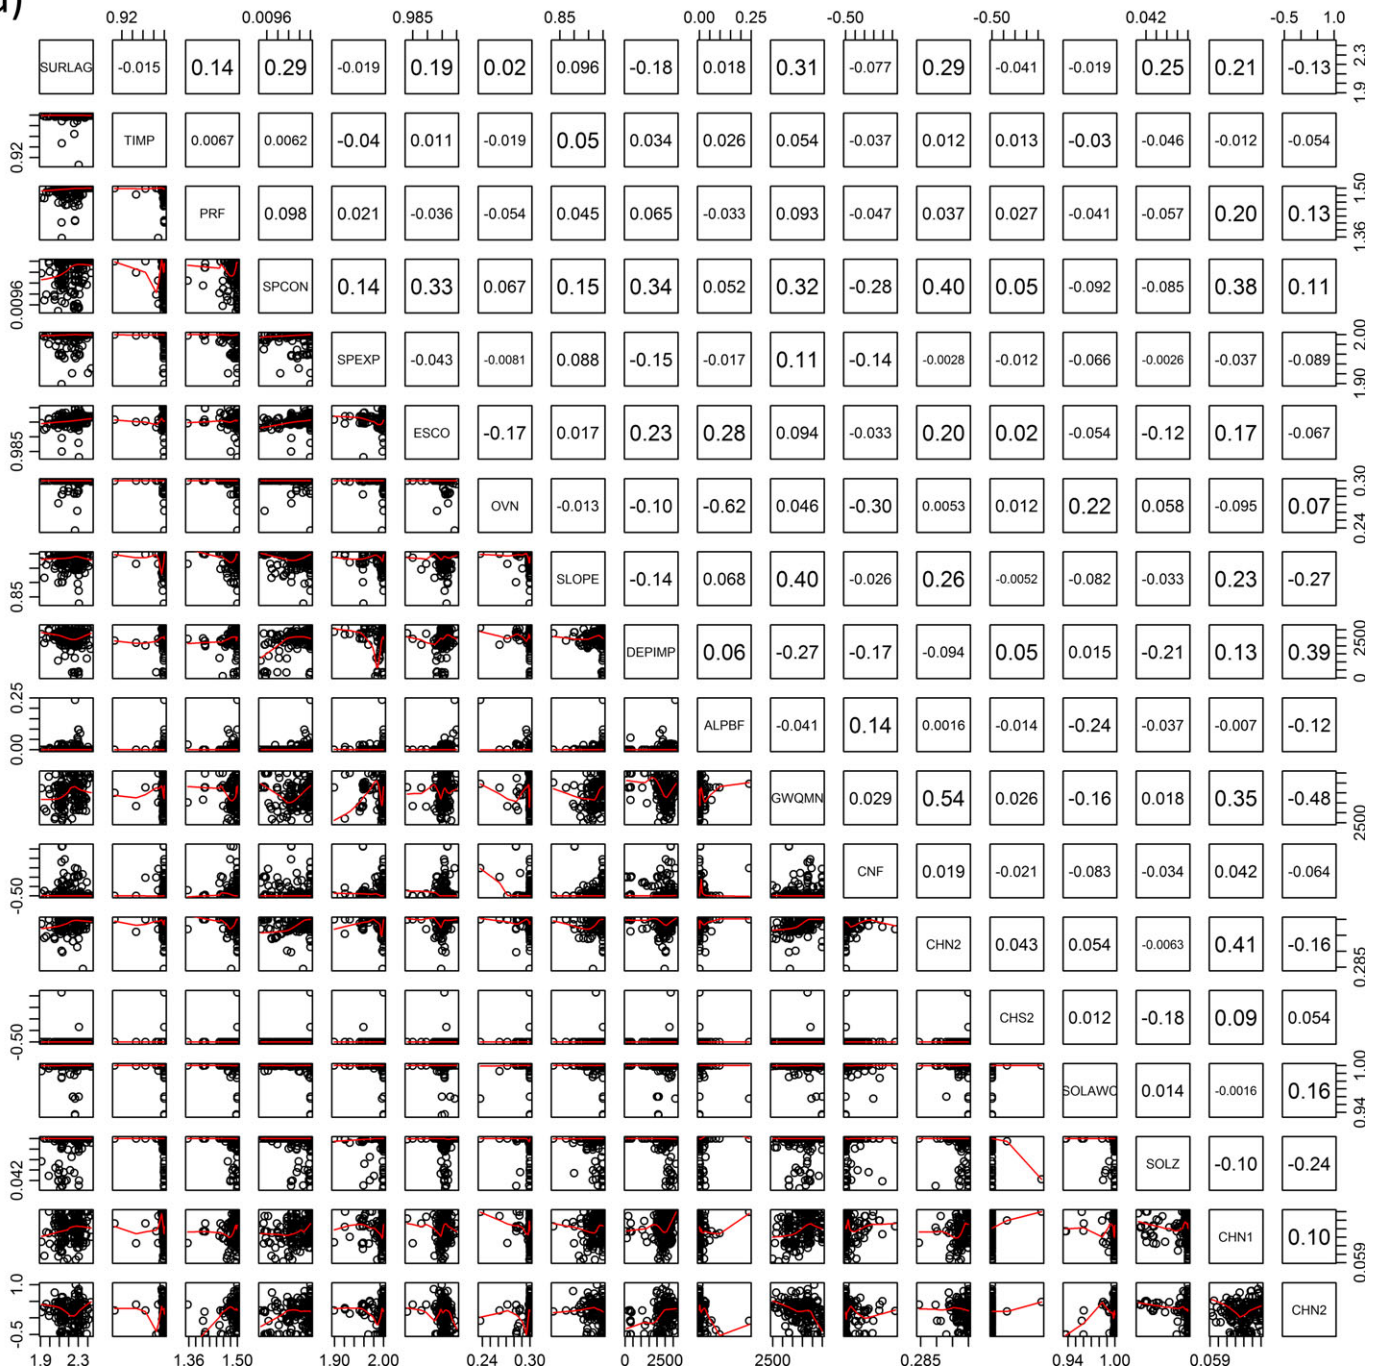 a)
0.92 0.0096 0.985 0.85 0.00 0.25 -0.50 -0.50 0.042 -0.5 1.0
SURLAG -0.015 0.14 0.29 -0.019 0.19 0.02 0.096 -0.18 0.018 0.31 -0.077 0.29 -0.041 -0.019 0.25 0.21 -0.13 1.9 2.3
0.92 TIMP 0.0067 0.0062 -0.04 0.011 -0.019 0.05 0.034 0.026 0.054 -0.037 0.012 0.013 -0.03 -0.046 -0.012 -0.054
PRF 0.098 0.021 -0.036 -0.054 0.045 0.065 -0.033 0.093 -0.047 0.037 0.027 -0.041 -0.057 0.20 0.13 1.36 1.50
0.0096 SPCON 0.14 0.33 0.067 0.15 0.34 0.052 0.32 -0.28 0.40 0.05 -0.092 -0.085 0.38 0.11
SPEXP -0.043 -0.0081 0.088 -0.15 -0.017 0.11 -0.14 -0.0028 -0.012 -0.066 -0.0026 -0.037 -0.089 1.90 2.00
0.985 ESCO -0.17 0.017 0.23 0.28 0.094 -0.033 0.20 0.02 -0.054 -0.12 0.17 -0.067
OVN -0.013 -0.10 -0.62 0.046 -0.30 0.0053 0.012 0.22 0.058 -0.095 0.07 0.24 0.30
0.85 SLOPE -0.14 0.068 0.40 -0.026 0.26 -0.0052 -0.082 -0.033 0.23 -0.27
DEPIMP 0.06 -0.27 -0.17 -0.094 0.05 0.015 -0.21 0.13 0.39 0 2500
0.00 0.25 ALPBF -0.041 0.14 0.0016 -0.014 -0.24 -0.037 -0.007 -0.12
GWQMN 0.029 0.54 0.026 -0.16 0.018 0.35 -0.48 2500
-0.50 CNF 0.019 -0.021 -0.083 -0.034 0.042 -0.064
CHN2 0.043 0.054 -0.0063 0.41 -0.16 0.285
-0.50 CHS2 0.012 -0.18 0.09 0.054
SOLAWC 0.014 -0.0016 0.16 0.94 1.00
0.042 SOLZ -0.10 -0.24
CHN1 0.10 0.059
-0.5 1.0 CHN2
1.9 2.3 1.36 1.50 1.90 2.00 0.24 0.30 0 2500 2500 0.285 0.94 1.00 0.059